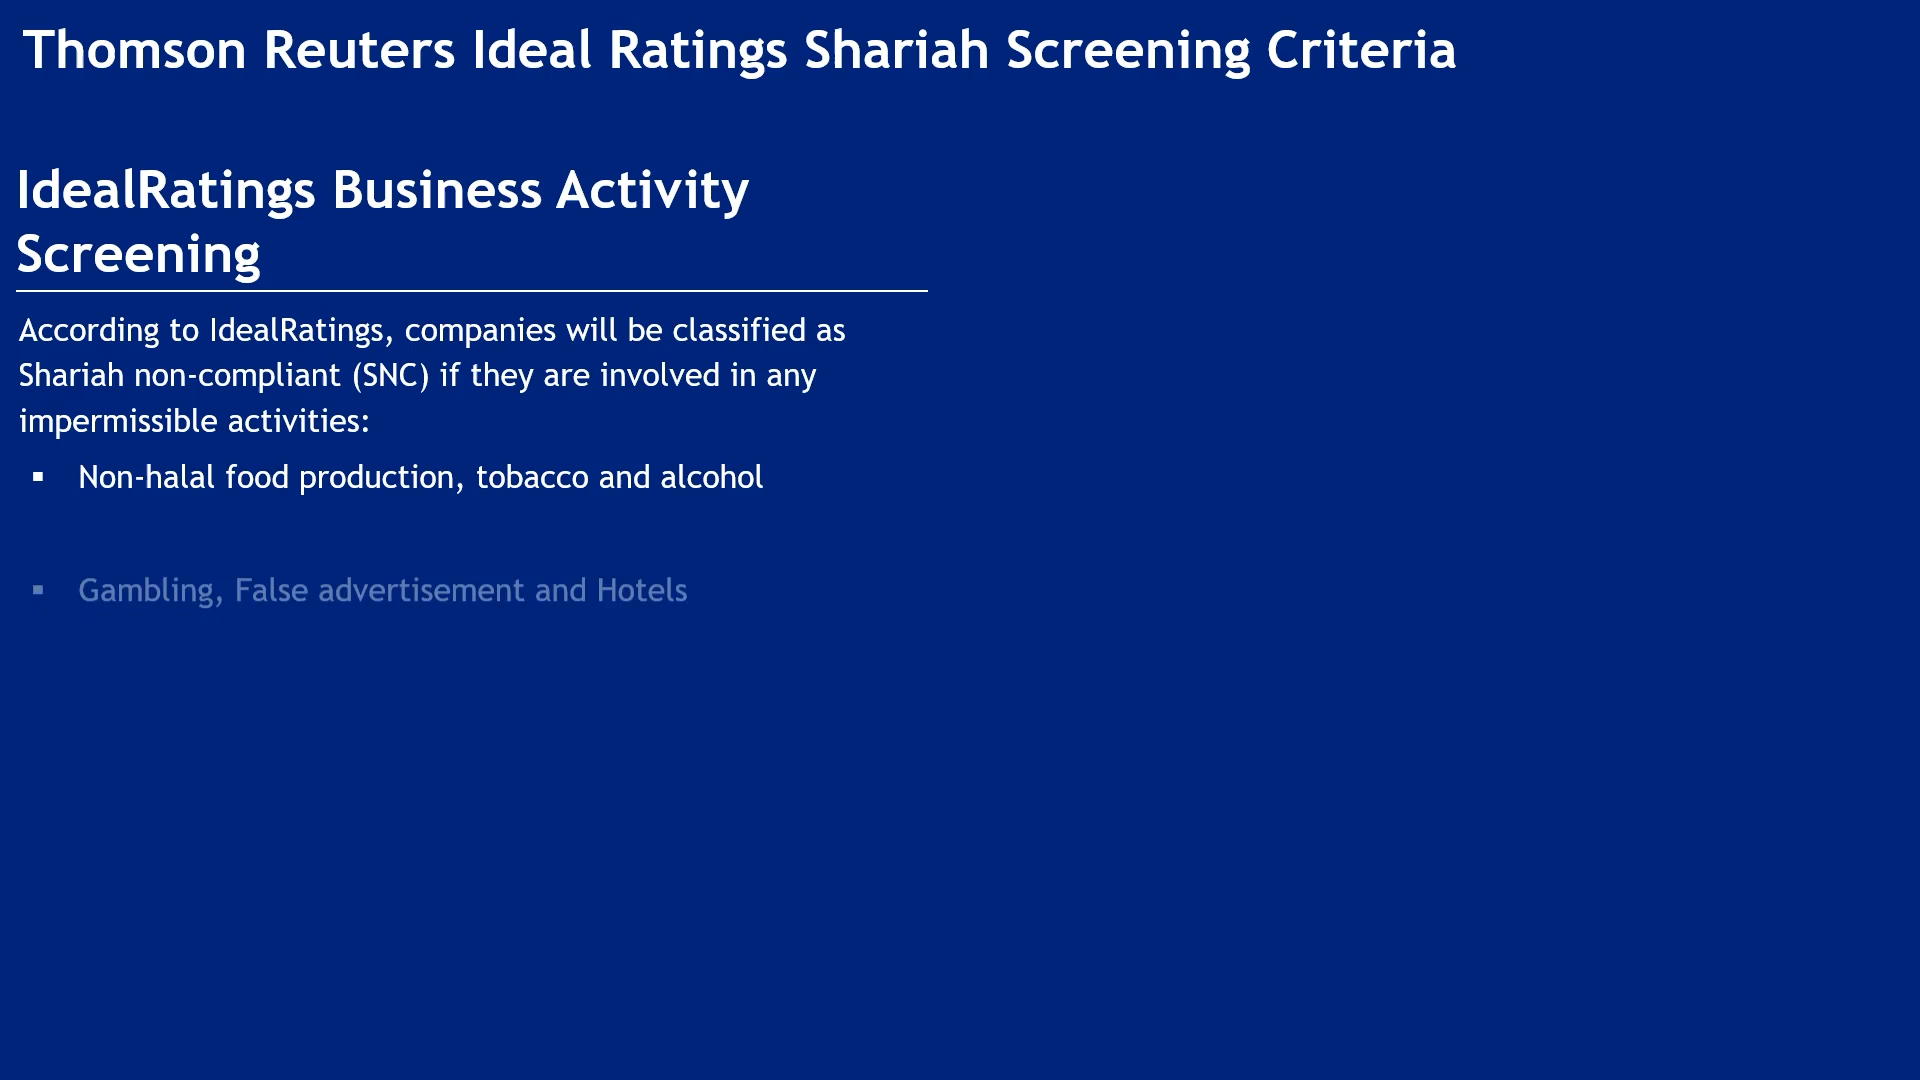 Thomson Reuters Ideal Ratings Shariah Screening Criteria
IdealRatings Business Activity
Screening
According to IdealRatings, companies will be classified as
Shariah non-compliant (SNC) if they are involved in any
impermissible activities:
▪ Non-halal food production, tobacco and alcohol
▪ Gambling, False advertisement and Hotels